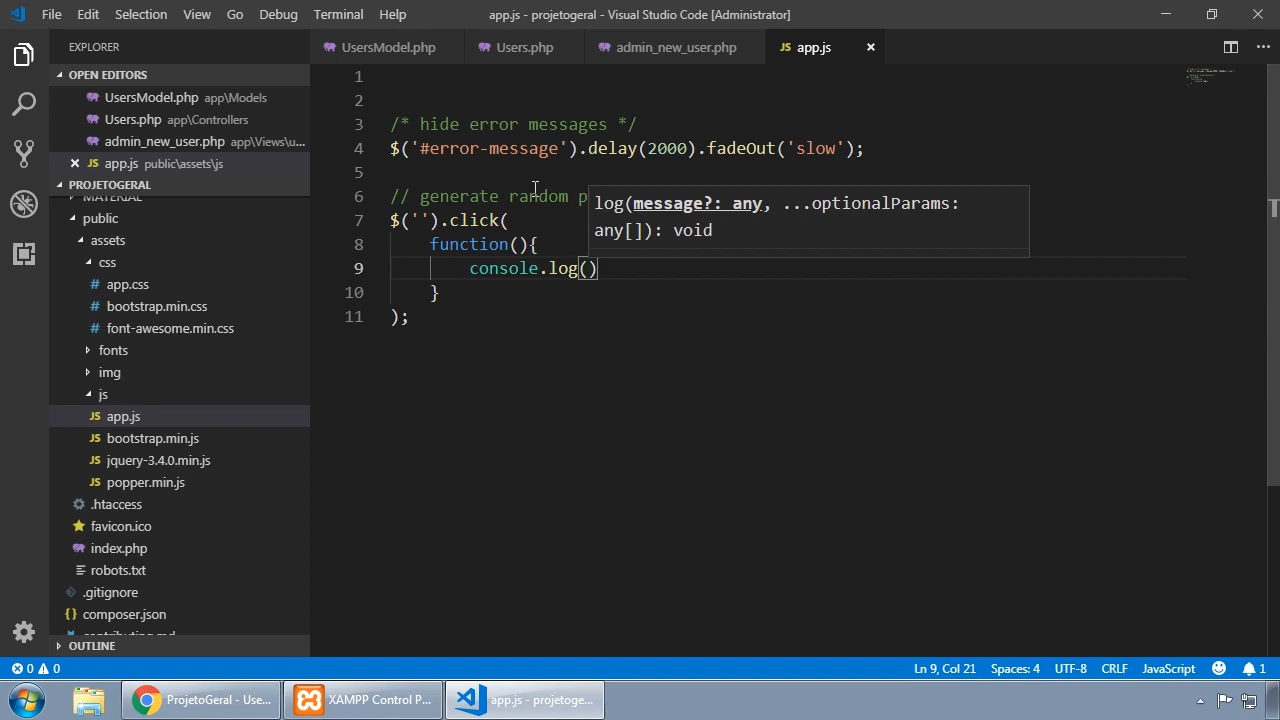 File Edit Selection View Go Debug Terminal Help
app.js - projetogeral - Visual Studio Code [Administrator]
EXPLORER
OPEN EDITORS
UsersModel.php app\Models
Users.php app\Controllers
admin_new_user.php app\Views\u...
app.js public\assets\js
PROJETOGERAL
MATERIAL
public
assets
css
app.css
bootstrap.min.css
font-awesome.min.css
fonts
img
js
app.js
bootstrap.min.js
jquery-3.4.0.min.js
popper.min.js
.htaccess
favicon.ico
index.php
robots.txt
.gitignore
composer.json
contributing.md
OUTLINE
UsersModel.php Users.php admin_new_user.php app.js
1
2
3 /* hide error messages */
4 $('#error-message').delay(2000).fadeOut('slow');
5
6 // generate random p
7 $('').click(
8 function(){
9 console.log()
10 }
11 );
log(message?: any, ...optionalParams:
any[]): void
0 0
Ln 9, Col 21 Spaces: 4 UTF-8 CRLF JavaScript 1
ProjetoGeral - Use... XAMPP Control P... app.js - projetoge...